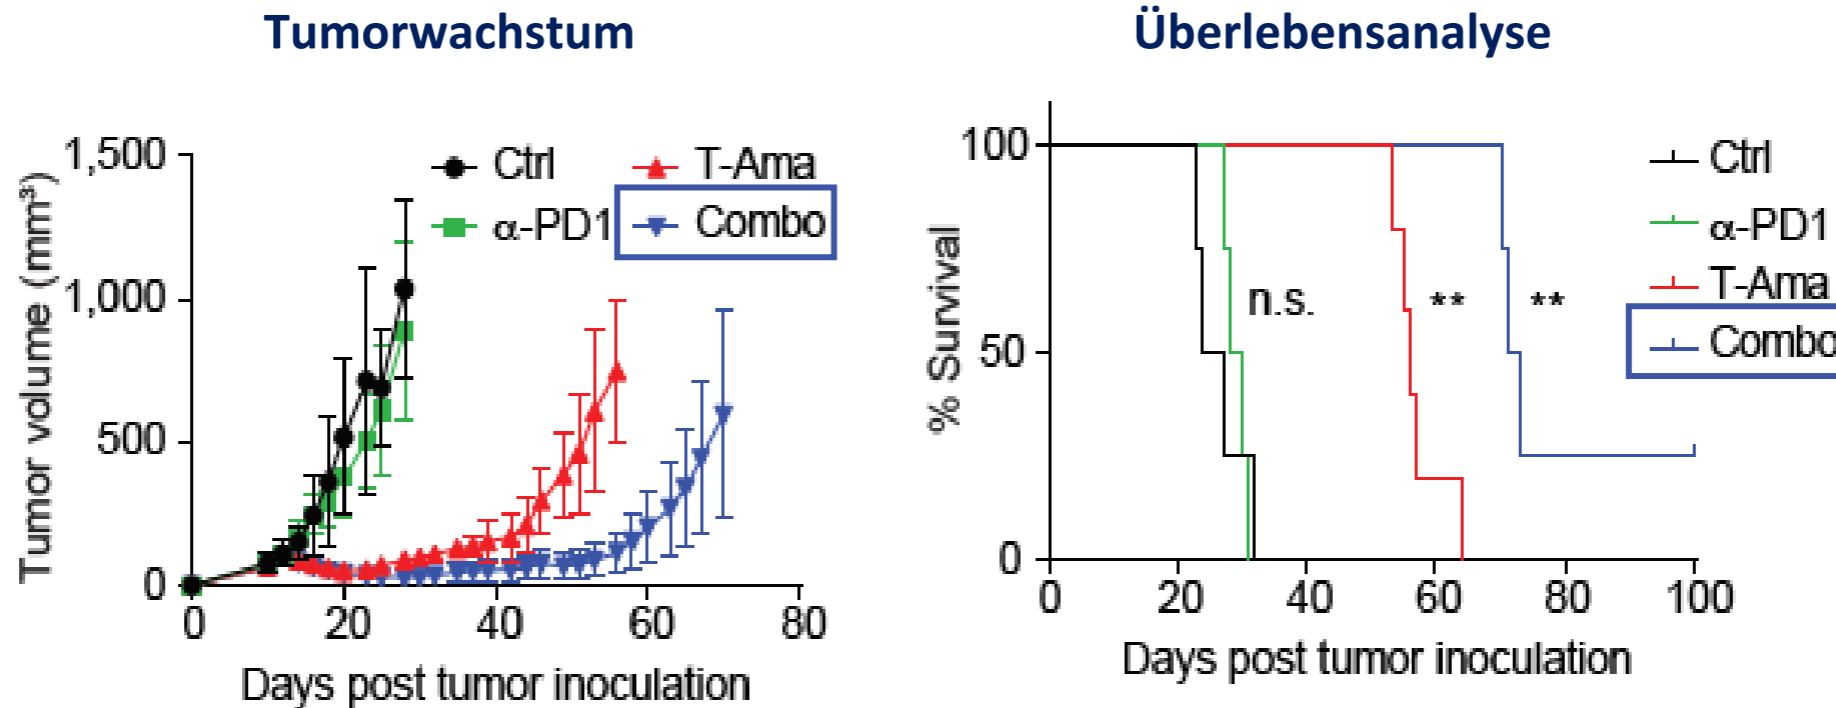 Tumorwachstum
Überlebensanalyse
Tumor volume (mm³)
1,500
1,000
500
0
Ctrl
T-Ama
α-PD1
Combo
0 20 40 60 80
Days post tumor inoculation
% Survival
100
50
0
n.s.
**
**
Ctrl
α-PD1
T-Ama
Combo
0 20 40 60 80 100
Days post tumor inoculation